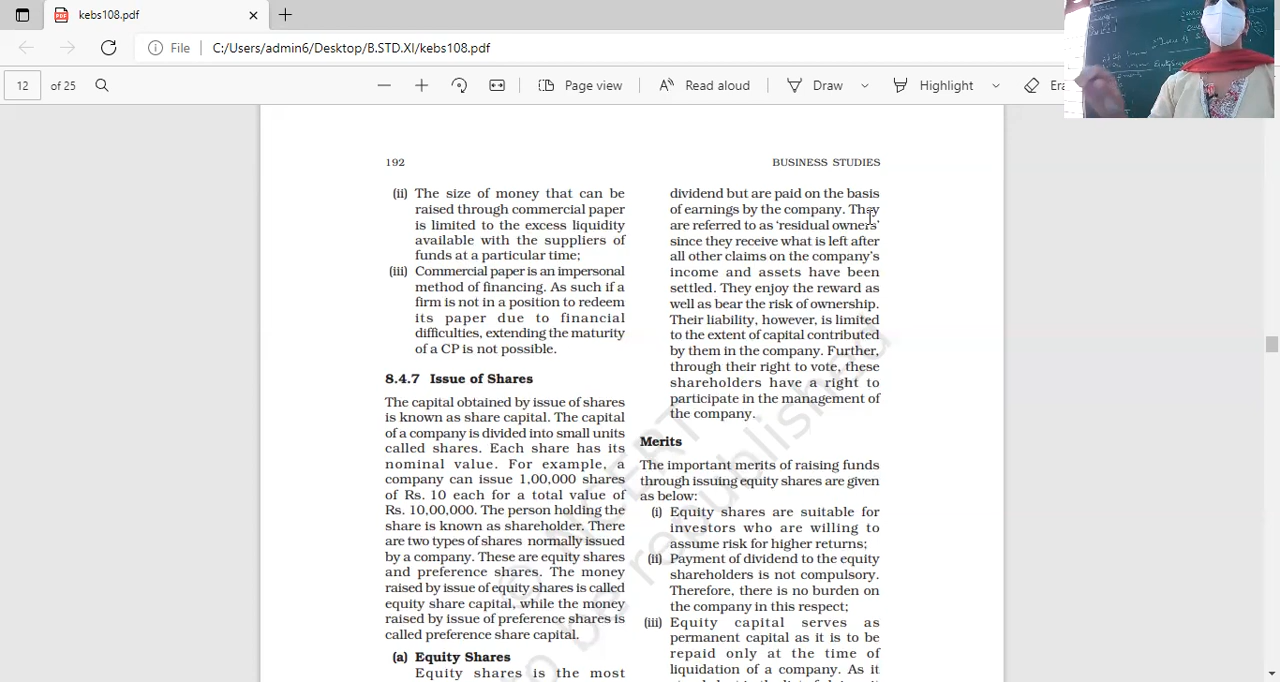 kebs108.pdf
File
C:/Users/admin6/Desktop/B.STD.XI/kebs108.pdf
12
of 25
Page view
Read aloud
Draw
Highlight
192
BUSINESS STUDIES
(ii) The size of money that can be
raised through commercial paper
is limited to the excess liquidity
available with the suppliers of
funds at a particular time;
(iii) Commercial paper is an impersonal
method of financing. As such if a
firm is not in a position to redeem
its paper due to financial
difficulties, extending the maturity
of a CP is not possible.
8.4.7 Issue of Shares
The capital obtained by issue of shares
is known as share capital. The capital
of a company is divided into small units
called shares. Each share has its
nominal value. For example, a
company can issue 1,00,000 shares
of Rs. 10 each for a total value of
Rs. 10,00,000. The person holding the
share is known as shareholder. There
are two types of shares normally issued
by a company. These are equity shares
and preference shares. The money
raised by issue of equity shares is called
equity share capital, while the money
raised by issue of preference shares is
called preference share capital.
(a) Equity Shares
Equity shares is the most
dividend but are paid on the basis
of earnings by the company. They
are referred to as ‘residual owners’
since they receive what is left after
all other claims on the company’s
income and assets have been
settled. They enjoy the reward as
well as bear the risk of ownership.
Their liability, however, is limited
to the extent of capital contributed
by them in the company. Further,
through their right to vote, these
shareholders have a right to
participate in the management of
the company.
Merits
The important merits of raising funds
through issuing equity shares are given
as below:
(i) Equity shares are suitable for
investors who are willing to
assume risk for higher returns;
(ii) Payment of dividend to the equity
shareholders is not compulsory.
Therefore, there is no burden on
the company in this respect;
(iii) Equity capital serves as
permanent capital as it is to be
repaid only at the time of
liquidation of a company. As it
© NCERT
be republished